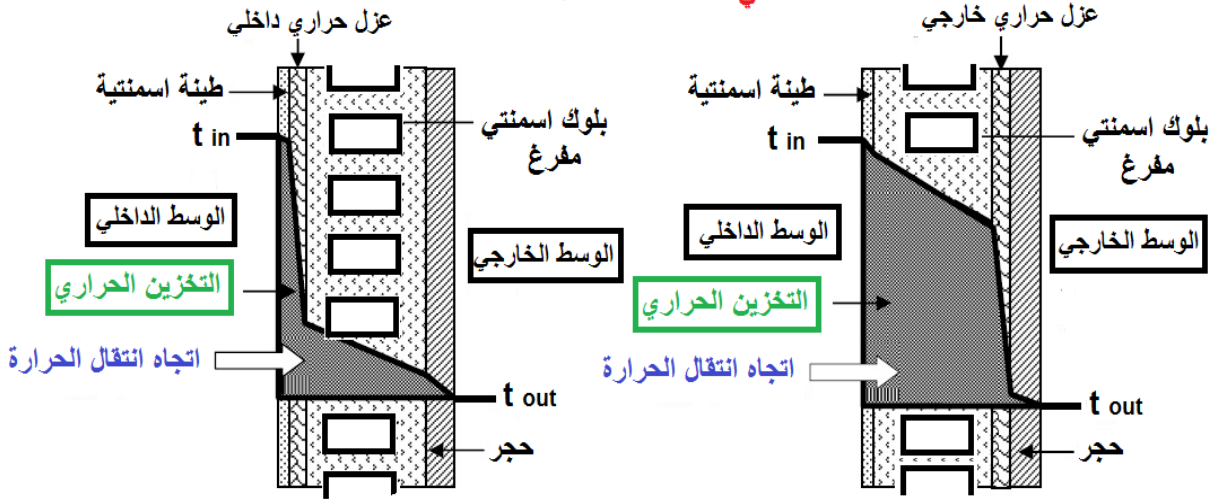 عزل حراري داخلي
طينة اسمنتية
t in
بلوك اسمنتي
مفرغ
الوسط الداخلي
الوسط الخارجي
التخزين الحراري
اتجاه انتقال الحرارة
t out
حجر
عزل حراري خارجي
طينة اسمنتية
t in
بلوك اسمنتي
مفرغ
الوسط الداخلي
الوسط الخارجي
التخزين الحراري
اتجاه انتقال الحرارة
t out
حجر